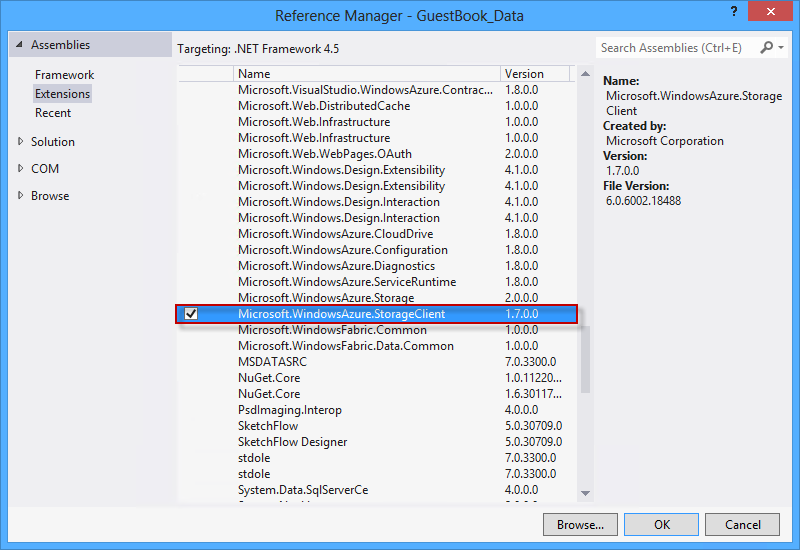 Reference Manager - GuestBook_Data
?
Assemblies
Framework
Extensions
Recent
Solution
COM
Browse
Targeting: .NET Framework 4.5
Search Assemblies (Ctrl+E)
Name Version
Microsoft.VisualStudio.WindowsAzure.Contrac... 1.8.0.0
Microsoft.Web.DistributedCache 1.0.0.0
Microsoft.Web.Infrastructure 1.0.0.0
Microsoft.Web.Infrastructure 1.0.0.0
Microsoft.Web.WebPages.OAuth 2.0.0.0
Microsoft.Windows.Design.Extensibility 4.1.0.0
Microsoft.Windows.Design.Extensibility 4.1.0.0
Microsoft.Windows.Design.Interaction 4.1.0.0
Microsoft.Windows.Design.Interaction 4.1.0.0
Microsoft.WindowsAzure.CloudDrive 1.8.0.0
Microsoft.WindowsAzure.Configuration 1.8.0.0
Microsoft.WindowsAzure.Diagnostics 1.8.0.0
Microsoft.WindowsAzure.ServiceRuntime 1.8.0.0
Microsoft.WindowsAzure.Storage 2.0.0.0
Microsoft.WindowsAzure.StorageClient 1.7.0.0
Microsoft.WindowsFabric.Common 1.0.0.0
Microsoft.WindowsFabric.Data.Common 1.0.0.0
MSDATASRC 7.0.3300.0
NuGet.Core 1.0.11220...
NuGet.Core 1.6.30117...
PsdImaging.Interop 4.0.0.0
SketchFlow 5.0.30709.0
SketchFlow Designer 5.0.30709.0
stdole 7.0.3300.0
stdole 7.0.3300.0
System.Data.SqlServerCe 4.0.0.0
Name:
Microsoft.WindowsAzure.Storage
Client
Created by:
Microsoft Corporation
Version:
1.7.0.0
File Version:
6.0.6002.18488
Browse...
OK
Cancel